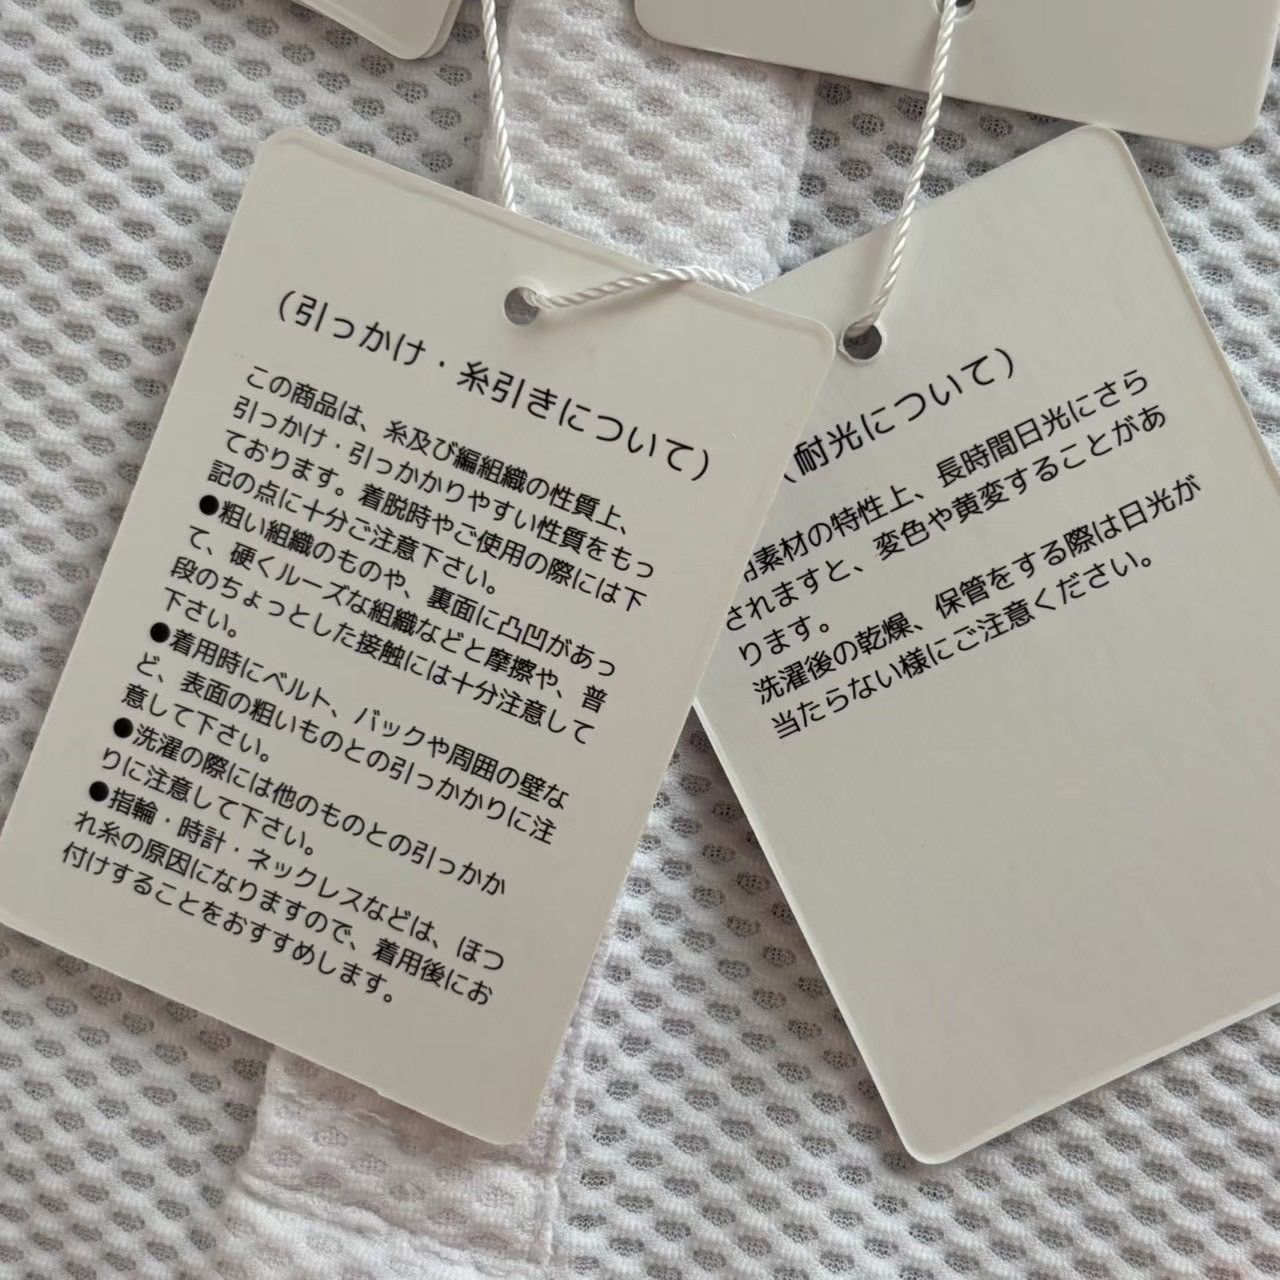 （引っかけ・糸引きについて）
この商品は、糸及び編組織の性質上、
引っかけ・引っかかりやすい性質をもっ
ております。着脱時やご使用の際には下
記の点に十分ご注意下さい。
●粗い組織のものや、裏面に凸凹があっ
て、硬くルーズな組織などと摩擦や、普
段のちょっとした接触には十分注意して
下さい。
●着用時にベルト、バックや周囲の壁な
ど、表面の粗いものとの引っかかりに注
意して下さい。
●洗濯の際には他のものとの引っかか
りに注意して下さい。
●指輪・時計・ネックレスなどは、ほつ
れ糸の原因になりますので、着用後にお
付けすることをおすすめします。
（耐光について）
素材の特性上、長時間日光にさら
されますと、変色や黄変することがあ
ります。
洗濯後の乾燥、保管をする際は日光が
当たらない様にご注意ください。